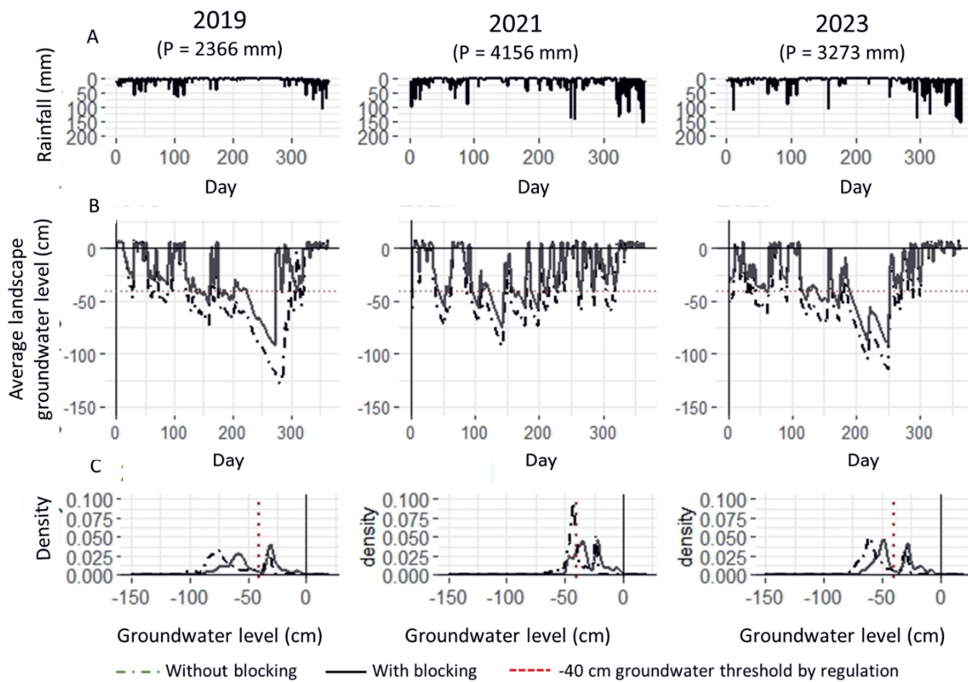 2019
2021
2023
A
(P = 2366 mm)
(P = 4156 mm)
(P = 3273 mm)
Rainfall (mm)
0
50
100
150
200
0
50
100
150
200
0
50
100
150
200
0 100 200 300
0 100 200 300
0 100 200 300
Day
Day
Day
B
Average landscape
groundwater level (cm)
0
-50
-100
-150
0
-50
-100
-150
0
-50
-100
-150
0 100 200 300
0 100 200 300
0 100 200 300
Day
Day
Day
C
Density
density
density
0.100
0.075
0.050
0.025
0.000
0.100
0.075
0.050
0.025
0.000
0.100
0.075
0.050
0.025
0.000
-150 -100 -50 0
-150 -100 -50 0
-150 -100 -50 0
Groundwater level (cm)
Groundwater level (cm)
Groundwater level (cm)
Without blocking
With blocking
-40 cm groundwater threshold by regulation